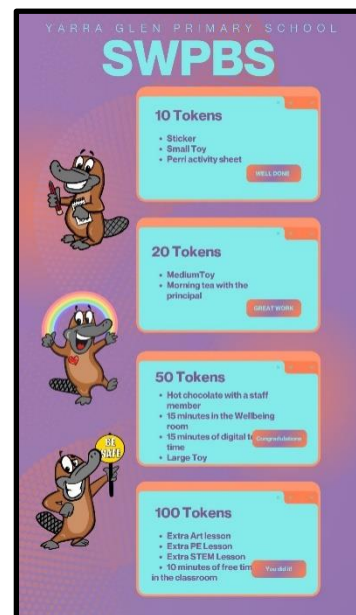 YARRA GLEN PRIMARY SCHOOL
SWPBS
10 Tokens
• Sticker
• Small Toy
• Perri activity sheet
WELL DONE
20 Tokens
• MediumToy
• Morning tea with the
principal
GREAT WORK
50 Tokens
• Hot chocolate with a staff
member
• 15 minutes in the Wellbeing
room
• 15 minutes of digital
time
• Large Toy
Congratulations
BE
SAFE
100 Tokens
• Extra Art lesson
• Extra PE Lesson
• Extra STEM Lesson
• 10 minutes of free
in the classroom
You did it!